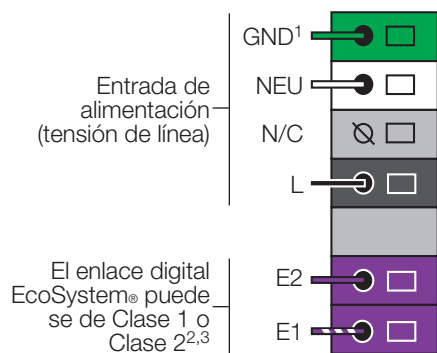 GND¹
Entrada de
alimentación
(tensión de línea)
NEU
N/C
L
El enlace digital
EcoSystem® puede
se de Clase 1 o
Clase 2²,³
E2
E1